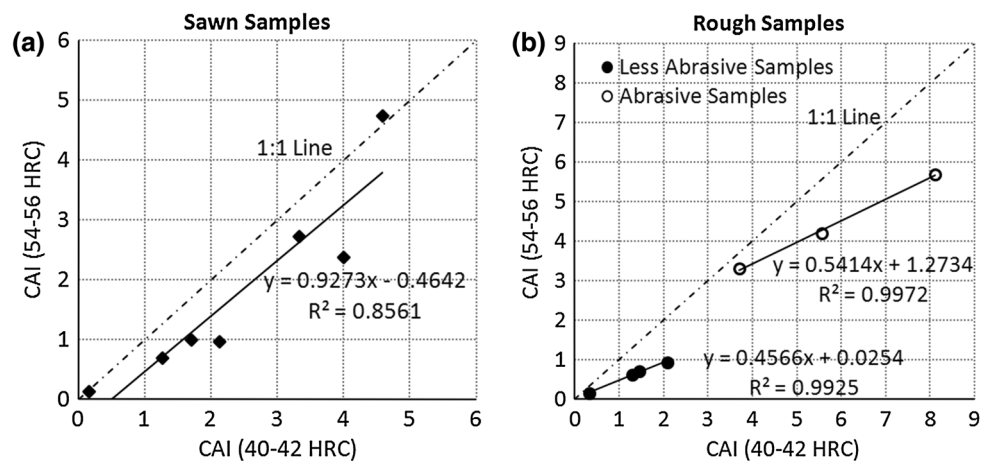 Sawn Samples
(a)
6
5
4
3
2
1
0
CAI (54-56 HRC)
1:1 Line
y = 0.9273x - 0.4642
R² = 0.8561
0 1 2 3 4 5 6
CAI (40-42 HRC)
Rough Samples
(b)
9
8
7
6
5
4
3
2
1
0
CAI (54-56 HRC)
Less Abrasive Samples
Abrasive Samples
1:1 Line
y = 0.5414x + 1.2734
R² = 0.9972
y = 0.4566x + 0.0254
R² = 0.9925
0 1 2 3 4 5 6 7 8 9
CAI (40-42 HRC)